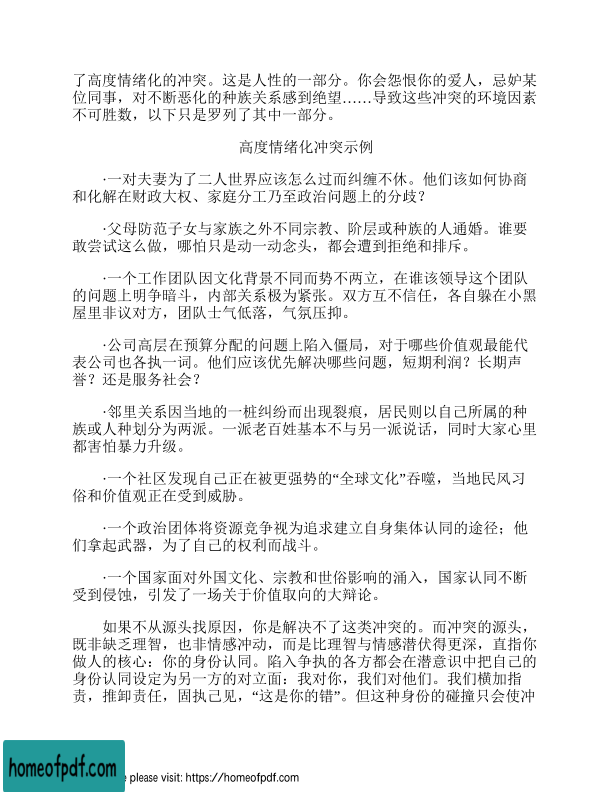 了高度情绪化的冲突。这是人性的一部分。你会怨恨你的爱人，忌妒某
位同事，对不断恶化的种族关系感到绝望……导致这些冲突的环境因素
不可胜数，以下只是罗列了其中一部分。
高度情绪化冲突示例
·一对夫妻为了二人世界应该怎么过而纠缠不休。他们该如何协商
和化解在财政大权、家庭分工乃至政治问题上的分歧？
·父母防范子女与家族之外不同宗教、阶层或种族的人通婚。谁要
敢尝试这么做，哪怕只是动一动念头，都会遭到拒绝和排斥。
·一个工作团队因文化背景不同而势不两立，在谁该领导这个团队
的问题上明争暗斗，内部关系极为紧张。双方互不信任，各自躲在小黑
屋里非议对方，团队士气低落，气氛压抑。
·公司高层在预算分配的问题上陷入僵局，对于哪些价值观最能代
表公司也各执一词。他们应该优先解决哪些问题，短期利润？长期声
誉？还是服务社会？
·邻里关系因当地的一桩纠纷而出现裂痕，居民则以自己所属的种
族或人种划分为两派。一派老百姓基本不与另一派说话，同时大家心里
都害怕暴力升级。
·一个社区发现自己正在被更强势的“全球文化”吞噬，当地民风习
俗和价值观正在受到威胁。
·一个政治团体将资源竞争视为追求建立自身集体认同的途径；他
们拿起武器，为了自己的权利而战斗。
·一个国家面对外国文化、宗教和世俗影响的涌入，国家认同不断
受到侵蚀，引发了一场关于价值取向的大辩论。
如果不从源头找原因，你是解决不了这类冲突的。而冲突的源头，
既非缺乏理智，也非情感冲动，而是比理智与情感潜伏得更深，直指你
做人的核心：你的身份认同。陷入争执的各方都会在潜意识中把自己的
身份认同设定为另一方的对立面：我对你，我们对他们。我们横加指
责，推卸责任，固执己见，“这是你的错”。但这种身份的碰撞只会使冲
homeofpdf.com
e please visit: https://homeofpdf.com